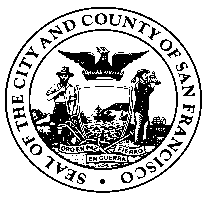 SEAL OF THE CITY AND COUNTY OF SAN FRANCISCO
ORO EN PAZ
FIERRO
EN GUERRA